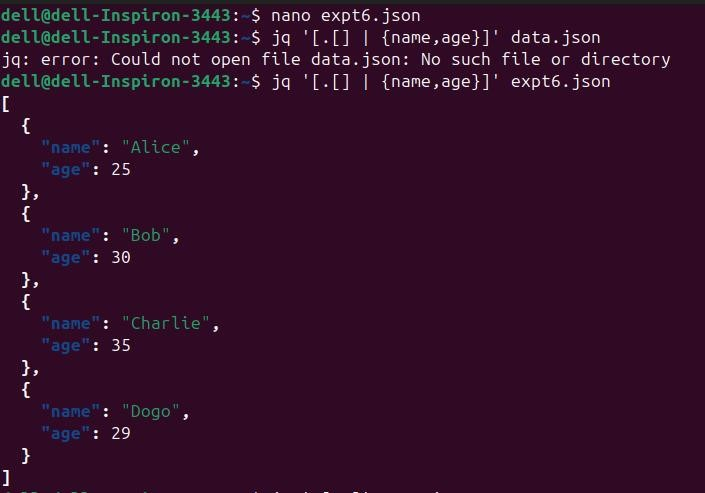 dell@dell-Inspiron-3443:~$ nano expt6.json
dell@dell-Inspiron-3443:~$ jq '[.[] | {name,age}]' data.json
jq: error: Could not open file data.json: No such file or directory
dell@dell-Inspiron-3443:~$ jq '[.[] | {name,age}]' expt6.json
[
  {
    "name": "Alice",
    "age": 25
  },
  {
    "name": "Bob",
    "age": 30
  },
  {
    "name": "Charlie",
    "age": 35
  },
  {
    "name": "Dogo",
    "age": 29
  }
]